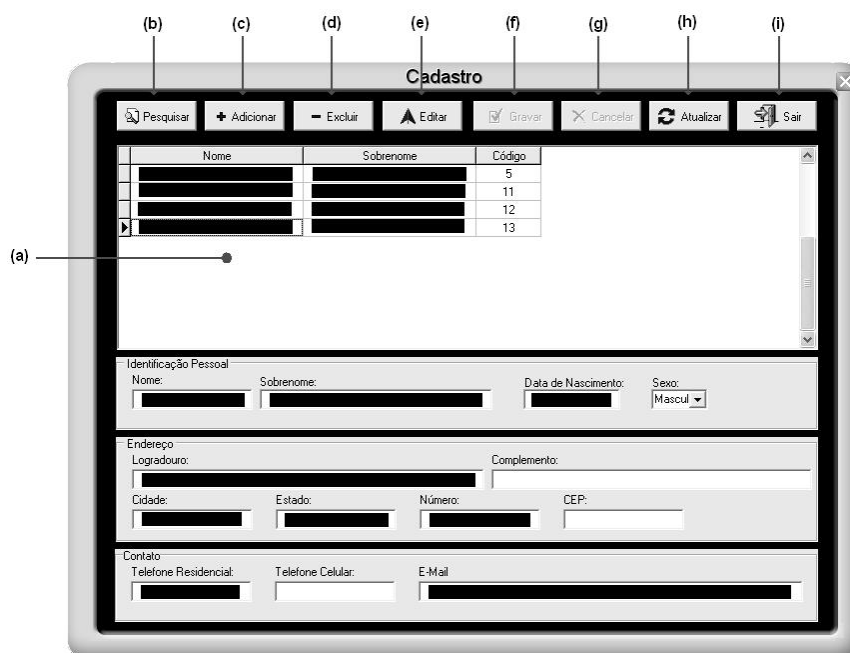 (b) (c) (d) (e) (f) (g) (h) (i)
Cadastro
Pesquisar Adicionar Excluir Editar Gravar Cancelar Atualizar Sair
Nome Sobrenome Código
5
11
12
13
(a)
Identificação Pessoal
Nome: Sobrenome: Data de Nascimento: Sexo:
Mascul
Endereço
Logradouro: Complemento:
Cidade: Estado: Número: CEP:
Contato
Telefone Residencial: Telefone Celular: E-Mail